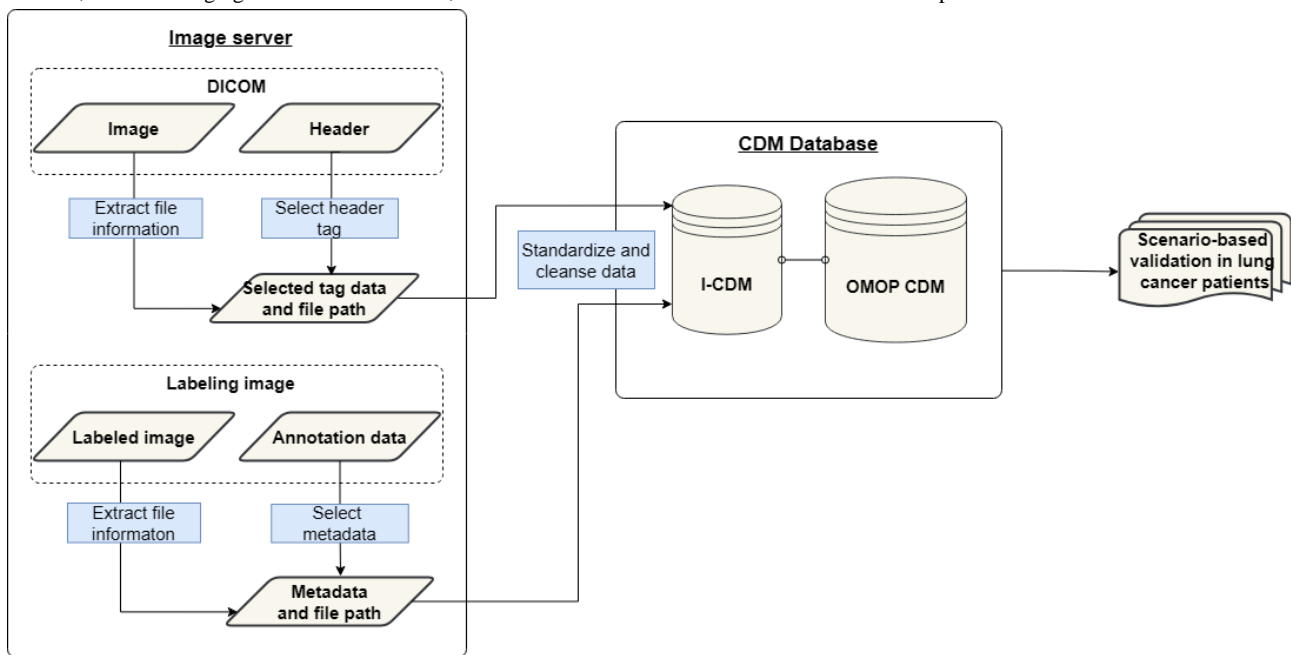 Image server
DICOM
Image
Header
Extract file
information
Select header
tag
Selected tag data
and file path
Labeling image
Labeled image
Annotation data
Extract file
informaton
Select
metadata
Metadata
and file path
Standardize and
cleanse data
CDM Database
I-CDM
OMOP CDM
Scenario-based
validation in lung
cancer patients